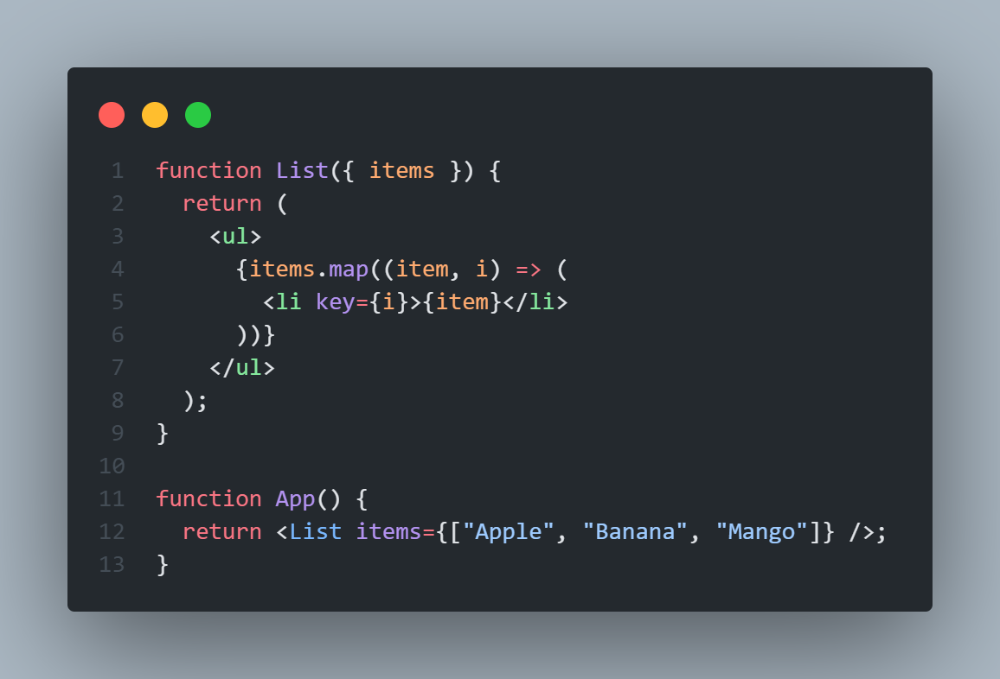 1 function List({ items }) {
2   return (
3     <ul>
4       {items.map((item, i) => (
5         <li key={i}>{item}</li>
6       ))}
7     </ul>
8   );
9 }
10
11 function App() {
12   return <List items={["Apple", "Banana", "Mango"]} />;
13 }